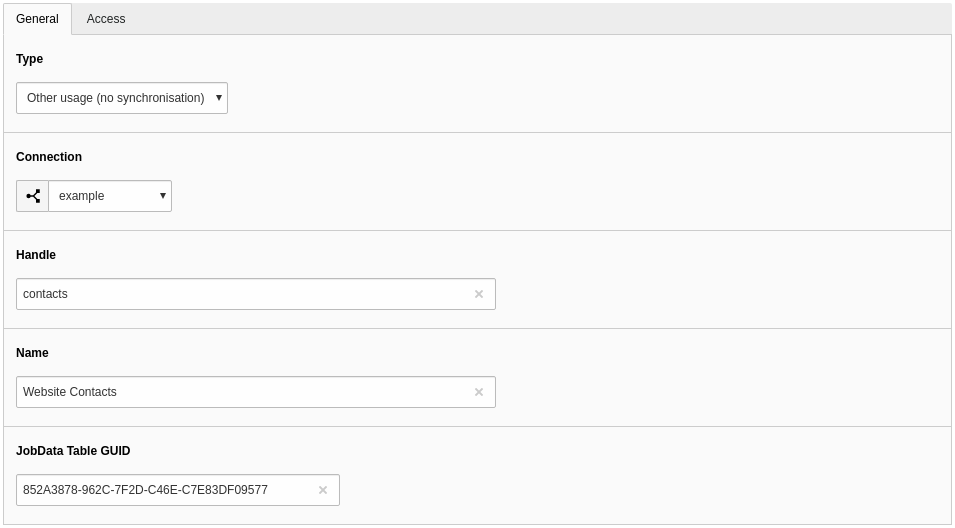 General Access
Type
Other usage (no synchronisation)
Connection
example
Handle
contacts
Name
Website Contacts
JobData Table GUID
852A3878-962C-7F2D-C46E-C7E83DF09577